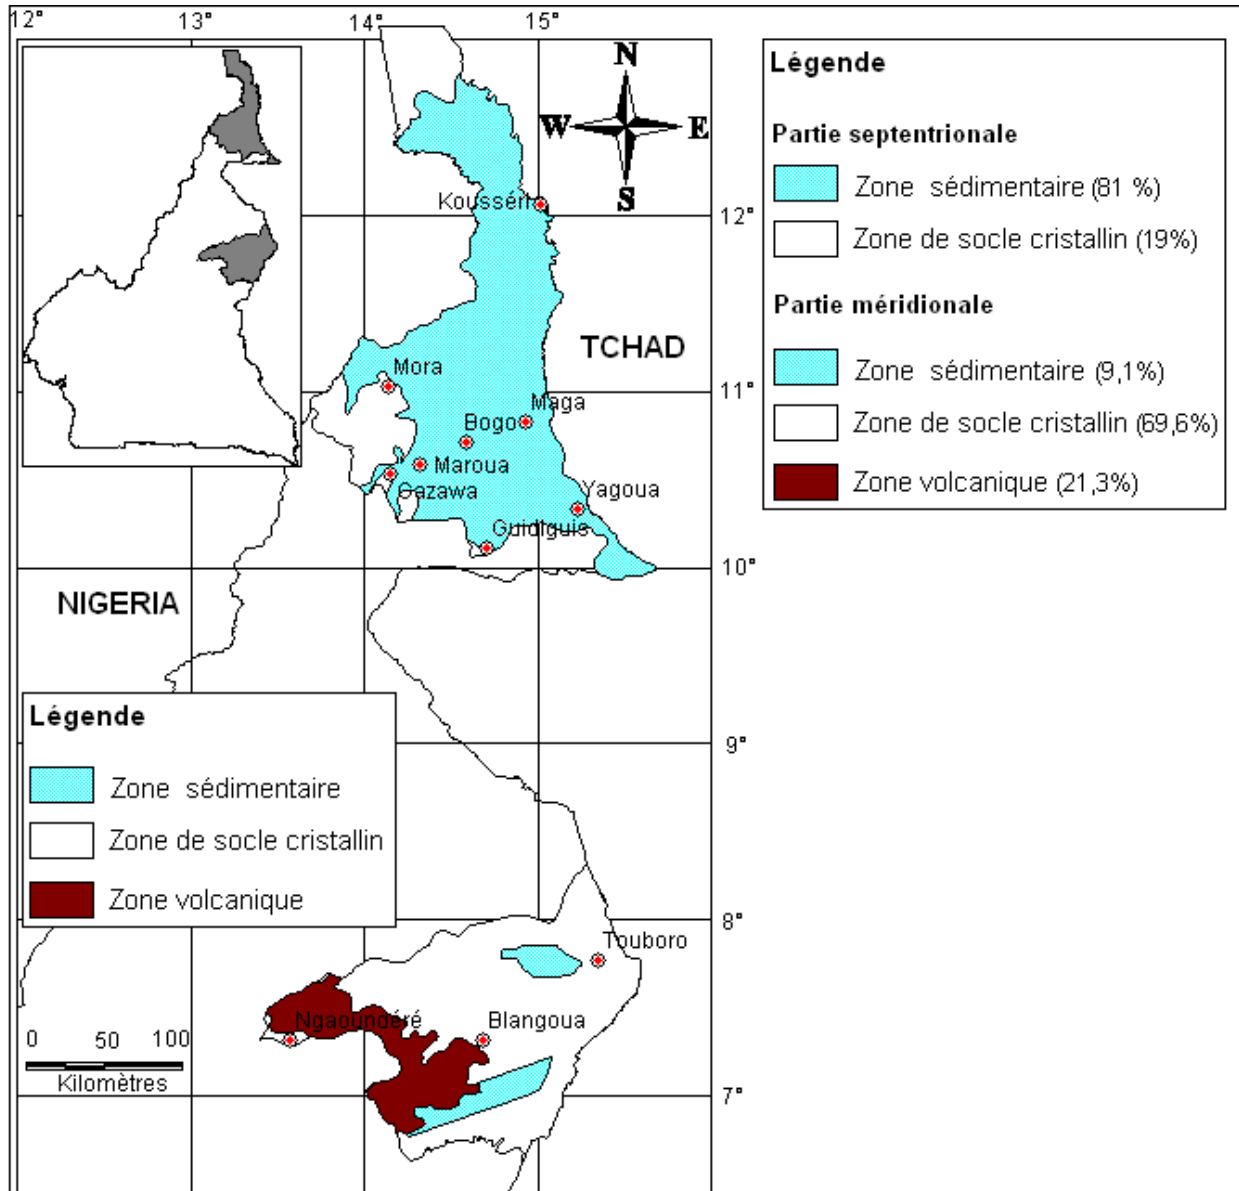 12° 13° 14° 15°
N
W E
S
Légende
Partie septentrionale
Zone sédimentaire (81 %)
Zone de socle cristallin (19%)
Partie méridionale
Zone sédimentaire (9,1%)
Zone de socle cristallin (69,6%)
Zone volcanique (21,3%)
Kousséri
12°
TCHAD
Mora
11°
Maga
Bogo
Maroua
Gazawa
Yagoua
Guidiguis
10°
NIGERIA
9°
Légende
Zone sédimentaire
Zone de socle cristallin
Zone volcanique
8°
Touboro
Ngaoundéré
Blangoua
7°
0 50 100
Kilomètres